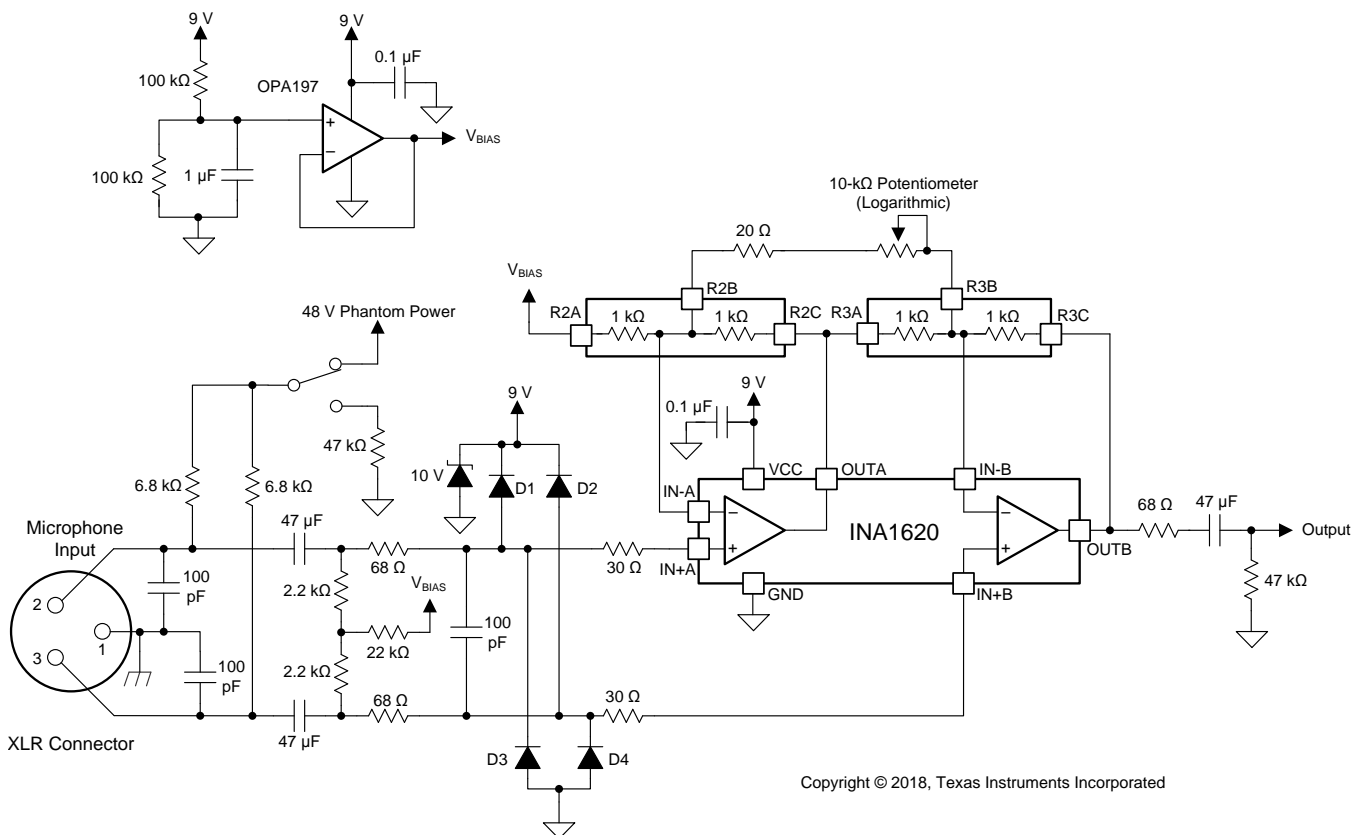 9 V
9 V
0.1 µF
100 kΩ
OPA197
+
−
VBIAS
100 kΩ
1 µF
10-kΩ Potentiometer
(Logarithmic)
20 Ω
VBIAS
R2B
R3B
R2A
1 kΩ
1 kΩ
R2C
R3A
1 kΩ
1 kΩ
R3C
48 V Phantom Power
9 V
9 V
0.1 µF
47 kΩ
VCC
OUTA
IN-B
10 V
D1
D2
6.8 kΩ
6.8 kΩ
IN-A
−
+
INA1620
−
+
68 Ω
47 µF
Output
OUTB
Microphone
Input
47 µF
68 Ω
30 Ω
IN+A
GND
IN+B
47 kΩ
100
pF
2
1
3
2.2 kΩ
VBIAS
22 kΩ
100
pF
100
pF
2.2 kΩ
68 Ω
30 Ω
47 µF
XLR Connector
D3
D4
Copyright © 2018, Texas Instruments Incorporated